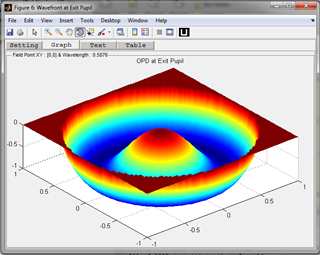 Figure 6: Wavefront at Exit Pupil
File Edit View Insert Tools Desktop Window Help
Setting Graph Text Table
Field Point XY : [0,0] & Wavelength : 0.5876
OPD at Exit Pupil
0
-0.5
-1
1
0.5
0
-0.5
-1
-1
-0.5
0
0.5
1